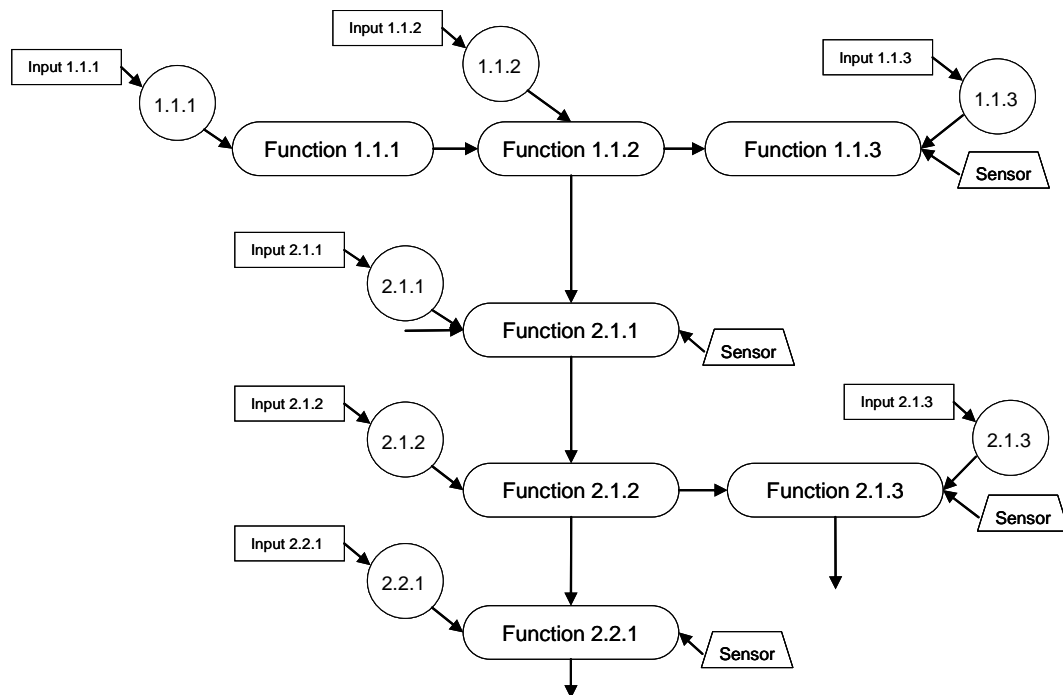 Input 1.1.2
Input 1.1.1
Input 1.1.3
1.1.2
1.1.1
1.1.3
Function 1.1.1
Function 1.1.2
Function 1.1.3
Sensor
Input 2.1.1
2.1.1
Function 2.1.1
Sensor
Input 2.1.2
Input 2.1.3
2.1.2
2.1.3
Function 2.1.2
Function 2.1.3
Sensor
Input 2.2.1
2.2.1
Function 2.2.1
Sensor